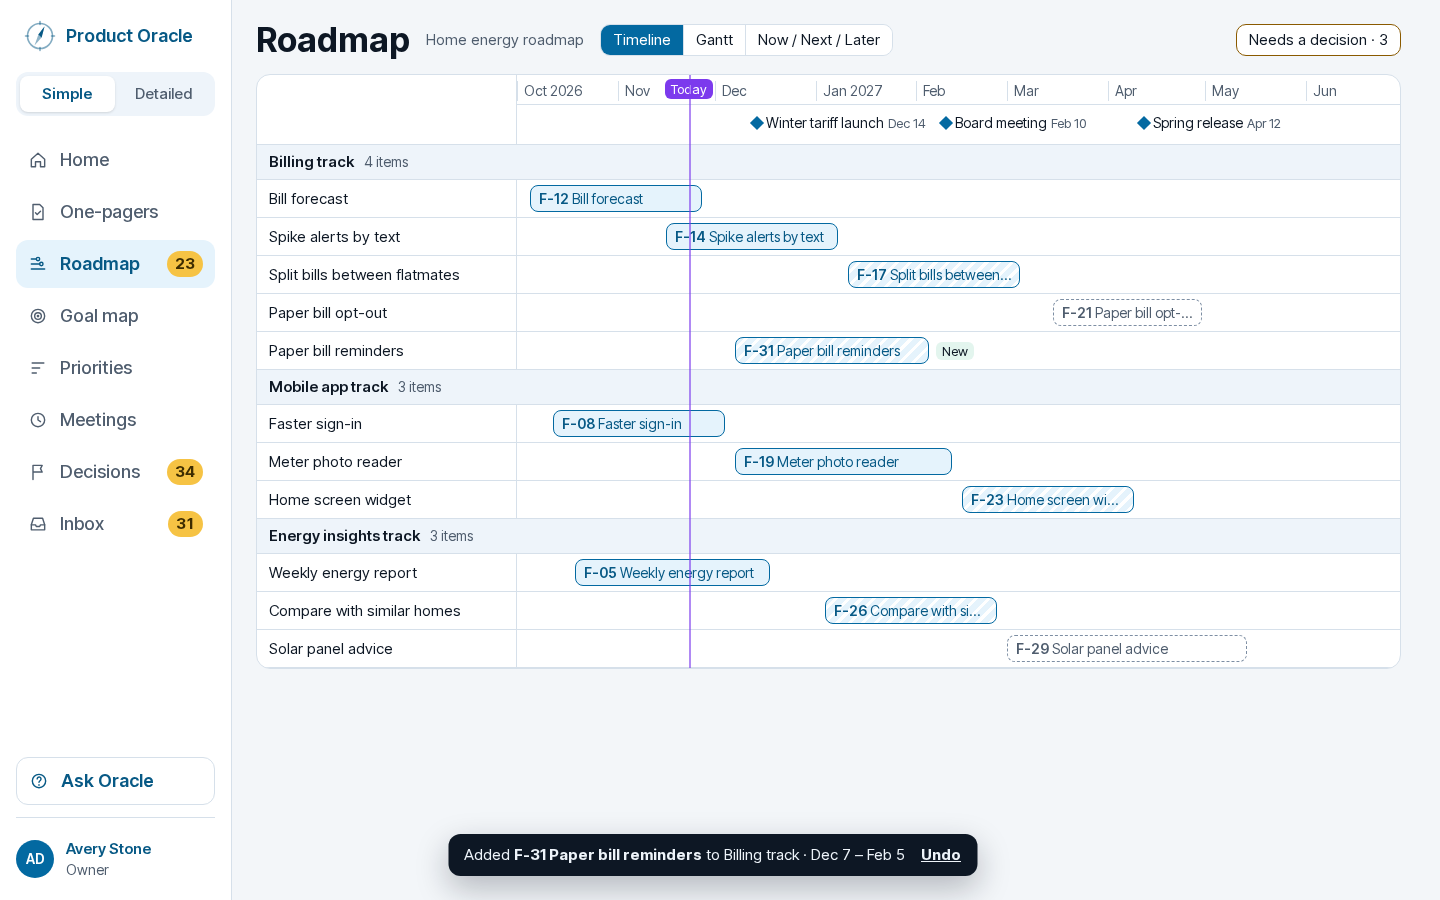 Product Oracle
Simple Detailed
Home
One-pagers
Roadmap 23
Goal map
Priorities
Meetings
Decisions 34
Inbox 31
Ask Oracle
AD Avery Stone
Owner
Roadmap Home energy roadmap Timeline Gantt Now / Next / Later Needs a decision · 3
Oct 2026 Nov Today Dec Jan 2027 Feb Mar Apr May Jun
Winter tariff launch Dec 14 Board meeting Feb 10 Spring release Apr 12
Billing track 4 items
Bill forecast F-12 Bill forecast
Spike alerts by text F-14 Spike alerts by text
Split bills between flatmates F-17 Split bills between...
Paper bill opt-out F-21 Paper bill opt-...
Paper bill reminders F-31 Paper bill reminders New
Mobile app track 3 items
Faster sign-in F-08 Faster sign-in
Meter photo reader F-19 Meter photo reader
Home screen widget F-23 Home screen wi...
Energy insights track 3 items
Weekly energy report F-05 Weekly energy report
Compare with similar homes F-26 Compare with si...
Solar panel advice F-29 Solar panel advice
Added F-31 Paper bill reminders to Billing track · Dec 7 – Feb 5 Undo